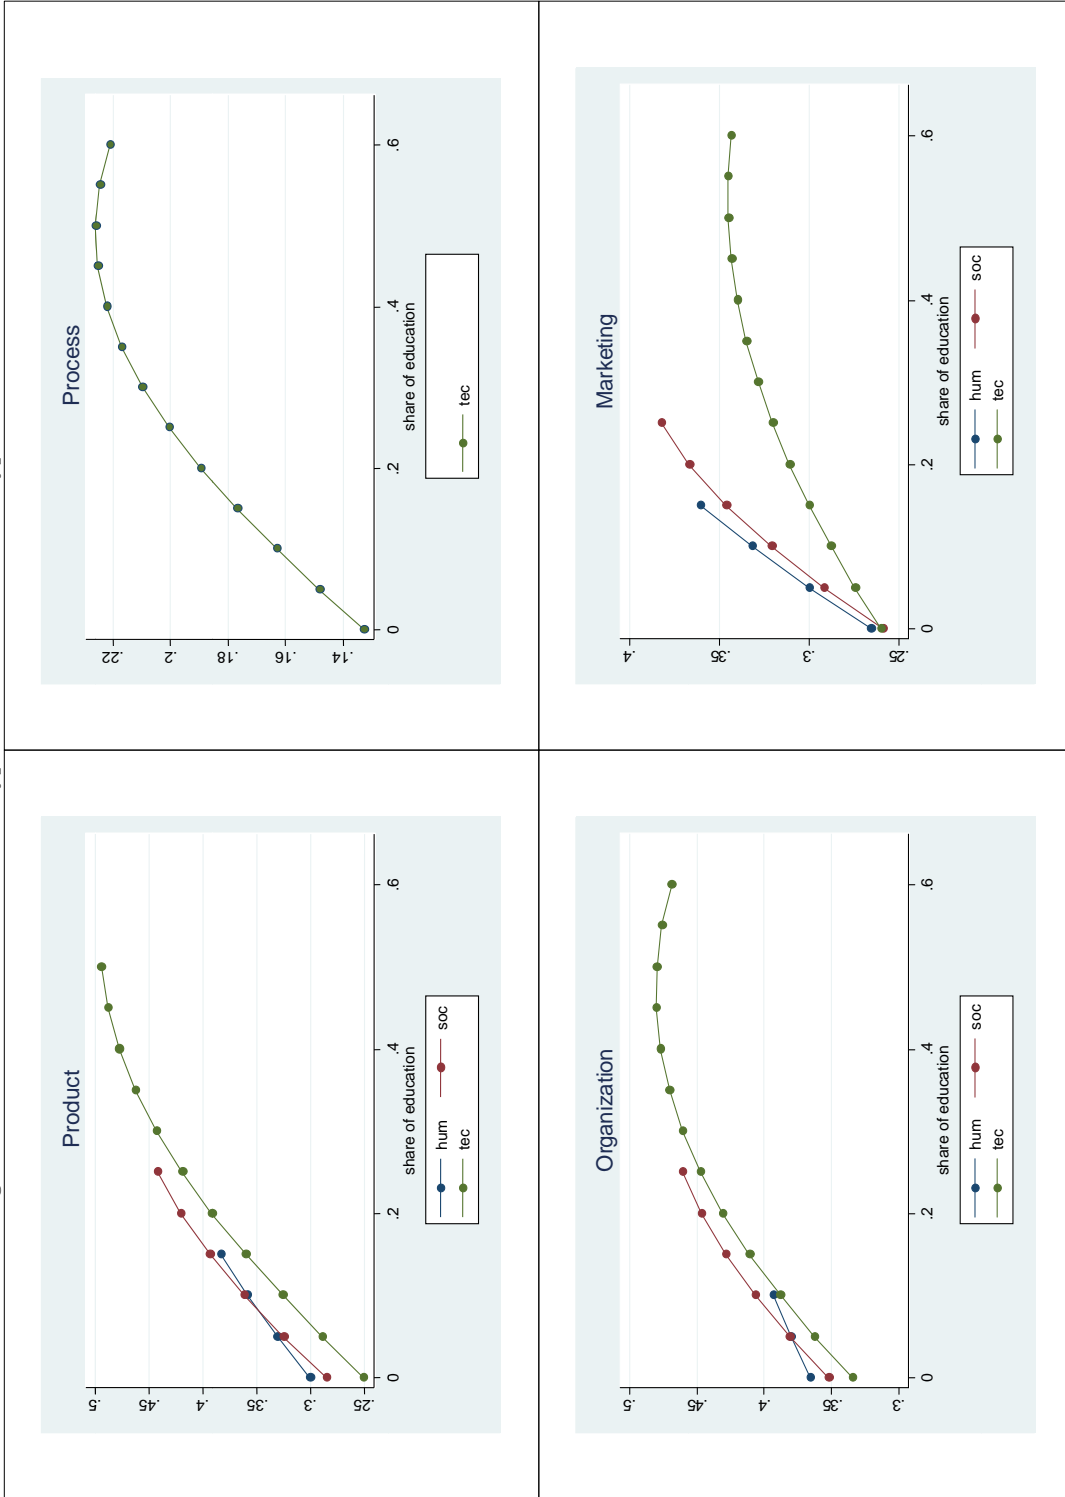 Product
.5
.45
.4
.35
.3
.25
0 .2 .4 .6
share of education
hum soc
tec
Process
.22
.2
.18
.16
.14
0 .2 .4 .6
share of education
tec
Organization
.5
.45
.4
.35
.3
0 .2 .4 .6
share of education
hum soc
tec
Marketing
.4
.35
.3
.25
0 .2 .4 .6
share of education
hum soc
tec